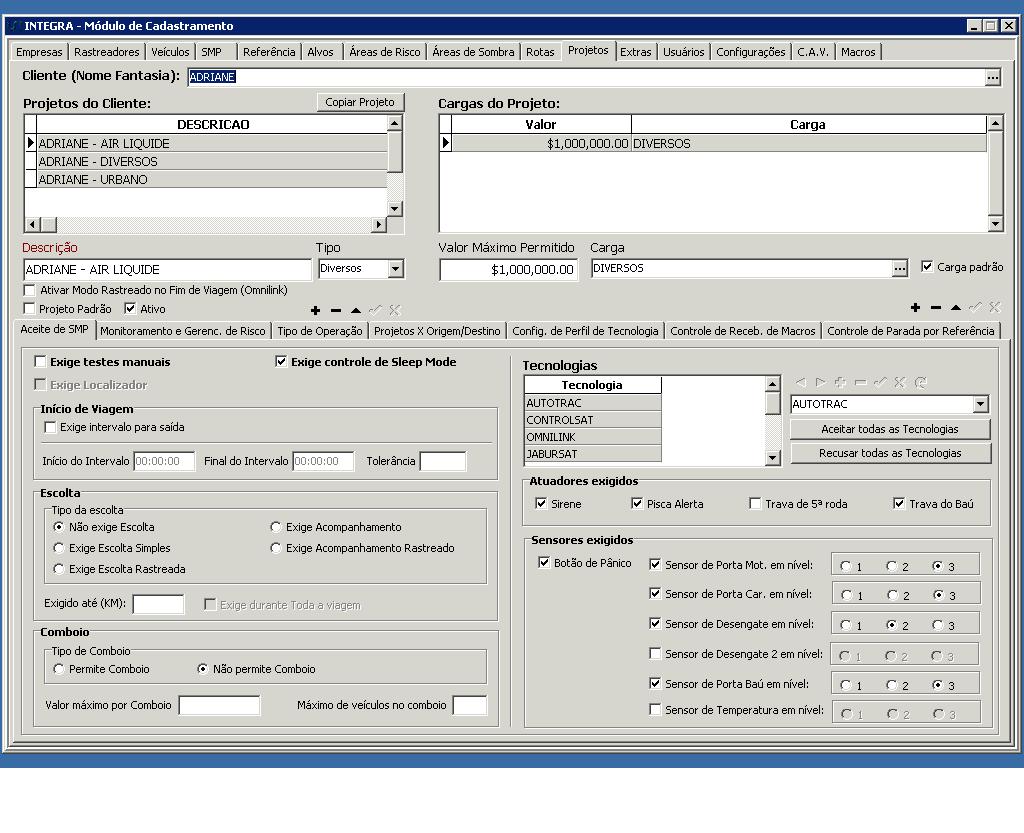 INTEGRA - Módulo de Cadastramento
Empresas Rastreadores Veículos SMP Referência Alvos Áreas de Risco Áreas de Sombra Rotas Projetos Extras Usuários Configurações C.A.V. Macros
Cliente (Nome Fantasia): ADRIANE ...
Projetos do Cliente: Copiar Projeto Cargas do Projeto:
DESCRICAO Valor Carga
ADRIANE - AIR LIQUIDE $1,000,000.00 DIVERSOS
ADRIANE - DIVERSOS
ADRIANE - URBANO
Descrição Tipo Valor Máximo Permitido Carga
ADRIANE - AIR LIQUIDE Diversos $1,000,000.00 DIVERSOS ... Carga padrão
Ativar Modo Rastreado no Fim de Viagem (Omnilink)
Projeto Padrão Ativo
Aceite de SMP Monitoramento e Gerenc. de Risco Tipo de Operação Projetos X Origem/Destino Config. de Perfil de Tecnologia Controle de Receb. de Macros Controle de Parada por Referência
Exige testes manuais Exige controle de Sleep Mode
Exige Localizador
Início de Viagem
Exige intervalo para saída
Início do Intervalo 00:00:00 Final do Intervalo 00:00:00 Tolerância
Escolta
Tipo da escolta
Não exige Escolta Exige Acompanhamento
Exige Escolta Simples Exige Acompanhamento Rastreado
Exige Escolta Rastreada
Exigido até (KM): Exige durante Toda a viagem
Comboio
Tipo de Comboio
Permite Comboio Não permite Comboio
Valor máximo por Comboio Máximo de veículos no comboio
Tecnologias
Tecnologia
AUTOTRAC AUTOTRAC
CONTROLSAT Aceitar todas as Tecnologias
OMNILINK
JABURSAT Recusar todas as Tecnologias
Atuadores exigidos
Sirene Pisca Alerta Trava de 5ª roda Trava do Baú
Sensores exigidos
Botão de Pânico Sensor de Porta Mot. em nível: 1 2 3
Sensor de Porta Car. em nível: 1 2 3
Sensor de Desengate em nível: 1 2 3
Sensor de Desengate 2 em nível: 1 2 3
Sensor de Porta Baú em nível: 1 2 3
Sensor de Temperatura em nível: 1 2 3